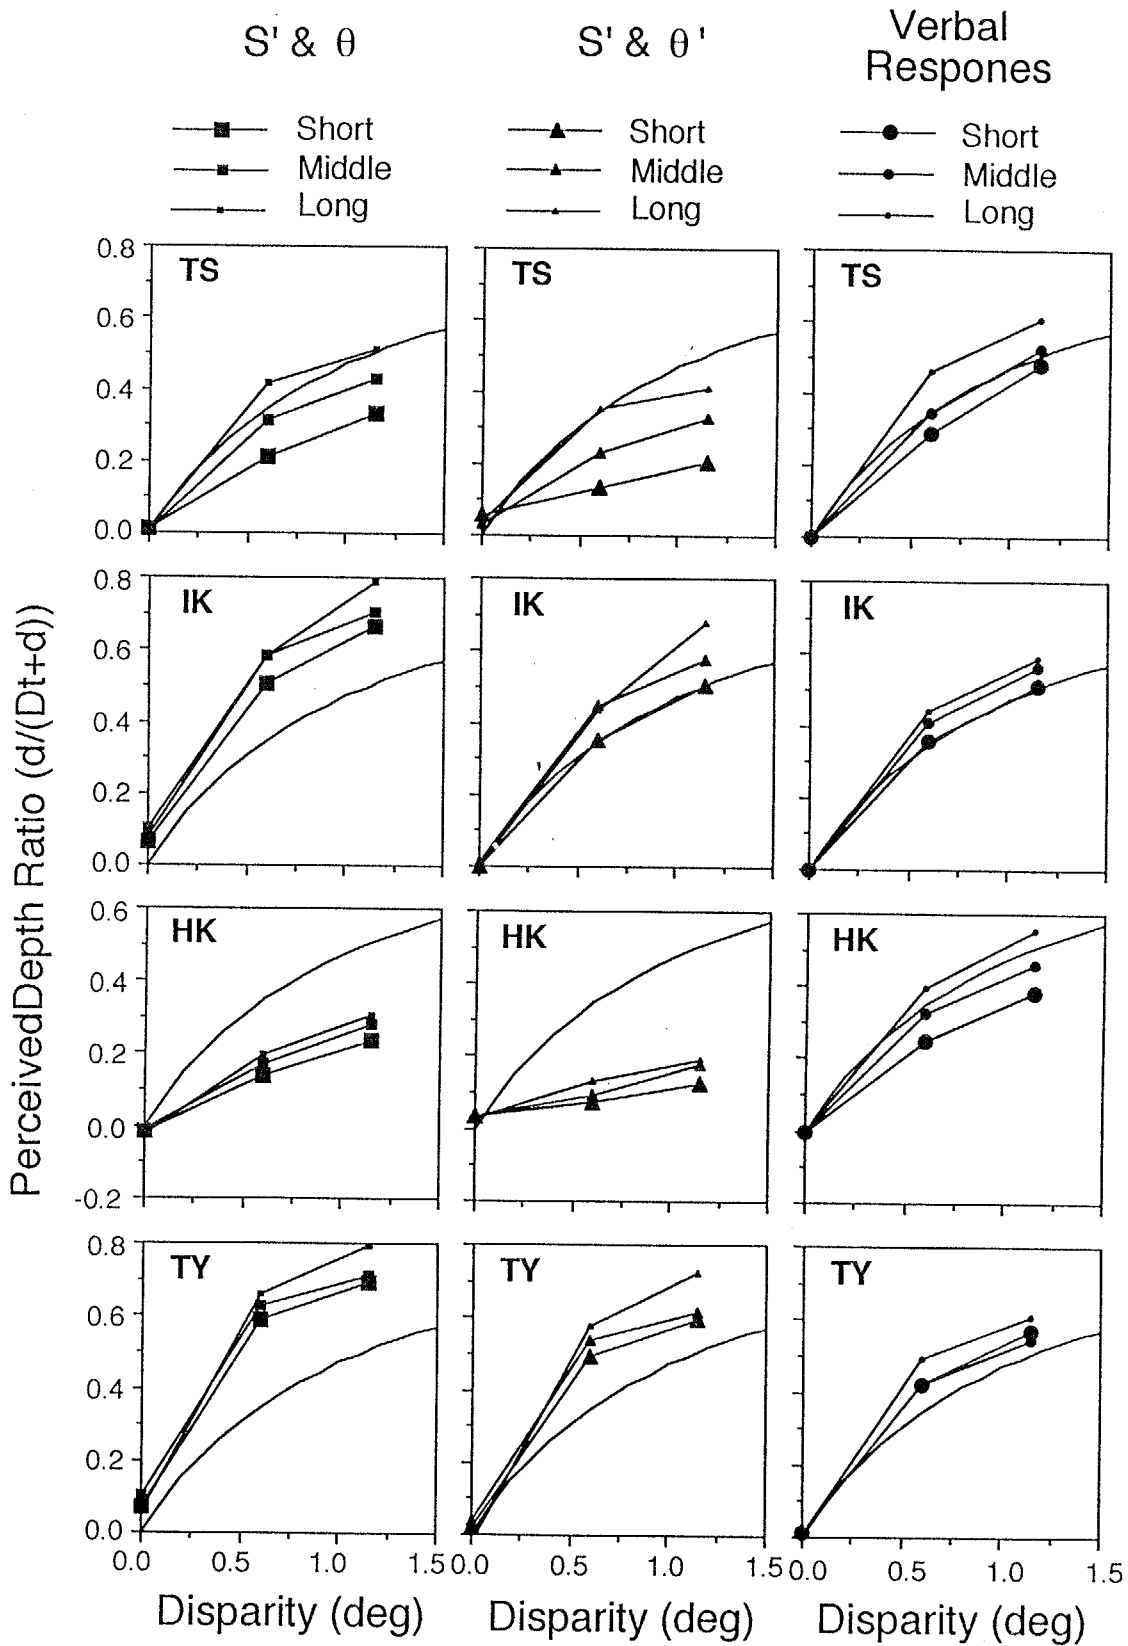 S' & θ
S' & θ'
Verbal
Respones
Short
Middle
Long
Short
Middle
Long
Short
Middle
Long
PerceivedDepth Ratio (d/(Dt+d))
0.8
0.6
0.4
0.2
0.0
TS
TS
TS
0.8
0.6
0.4
0.2
0.0
IK
IK
IK
0.6
0.4
0.2
0.0
-0.2
HK
HK
HK
0.8
0.6
0.4
0.2
0.0
TY
TY
TY
0.0 0.5 1.0 1.5
0.0 0.5 1.0 1.5
0.0 0.5 1.0 1.5
Disparity (deg)
Disparity (deg)
Disparity (deg)